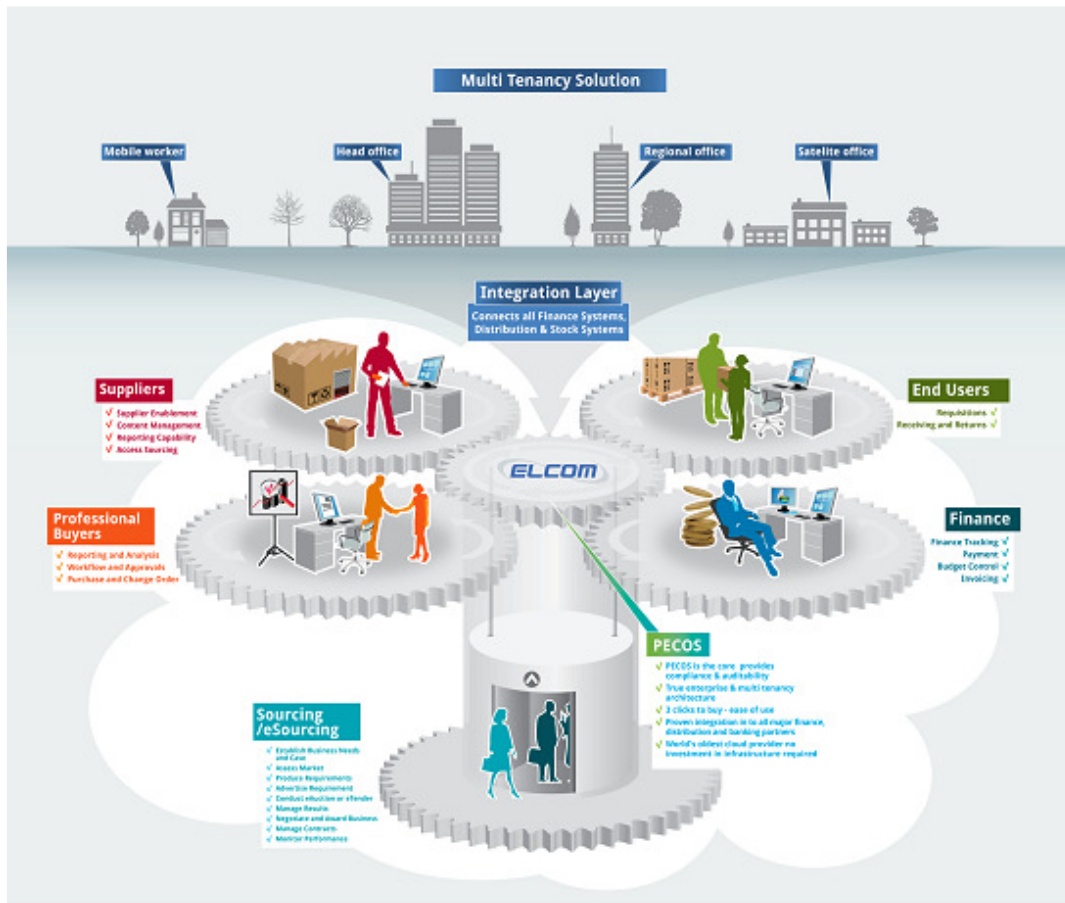 Multi Tenancy Solution
Mobile worker
Head office
Regional office
Satelite office
Integration Layer
Connects all Finance Systems,
Distribution & Stock Systems
Suppliers
Supplier Enablement
Content Management
Reporting Capability
Access Sourcing
End Users
Requisitions
Receiving and Returns
ELCOM
Professional
Buyers
Reporting and Analysis
Workflow and Approvals
Purchase and Change Order
Finance
Finance Tracking
Payment
Budget Control
Invoicing
PECOS
PECOS is the core provides
compliance & auditability
True enterprise & multi tenancy
architecture
3 clicks to buy - ease of use
Proven integration in to all major finance,
distribution and banking partners
World's oldest cloud provider no
investment in infrastructure required
Sourcing
/eSourcing
Establish Business Needs
and Case
Assess Market
Produce Requirements
Advertise Requirement
Conduct eAuction or eTender
Manage Results
Negotiate and Award Business
Manage Contracts
Monitor Performance